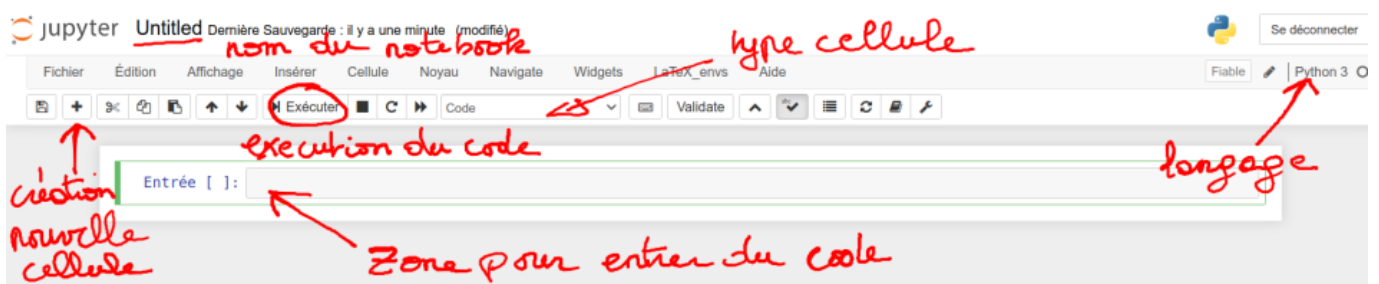 jupyter Untitled Dernière Sauvegarde : il y a une minute (modifié) Se déconnecter
nom du notebook
type cellule
Fichier Édition Affichage Insérer Cellule Noyau Navigate Widgets LaTeX_envs Aide Fiable Python 3
Exécuter Code Validate
execution du code
langage
Entrée [ ]:
création
nouvelle
cellule
Zone pour entrer du code